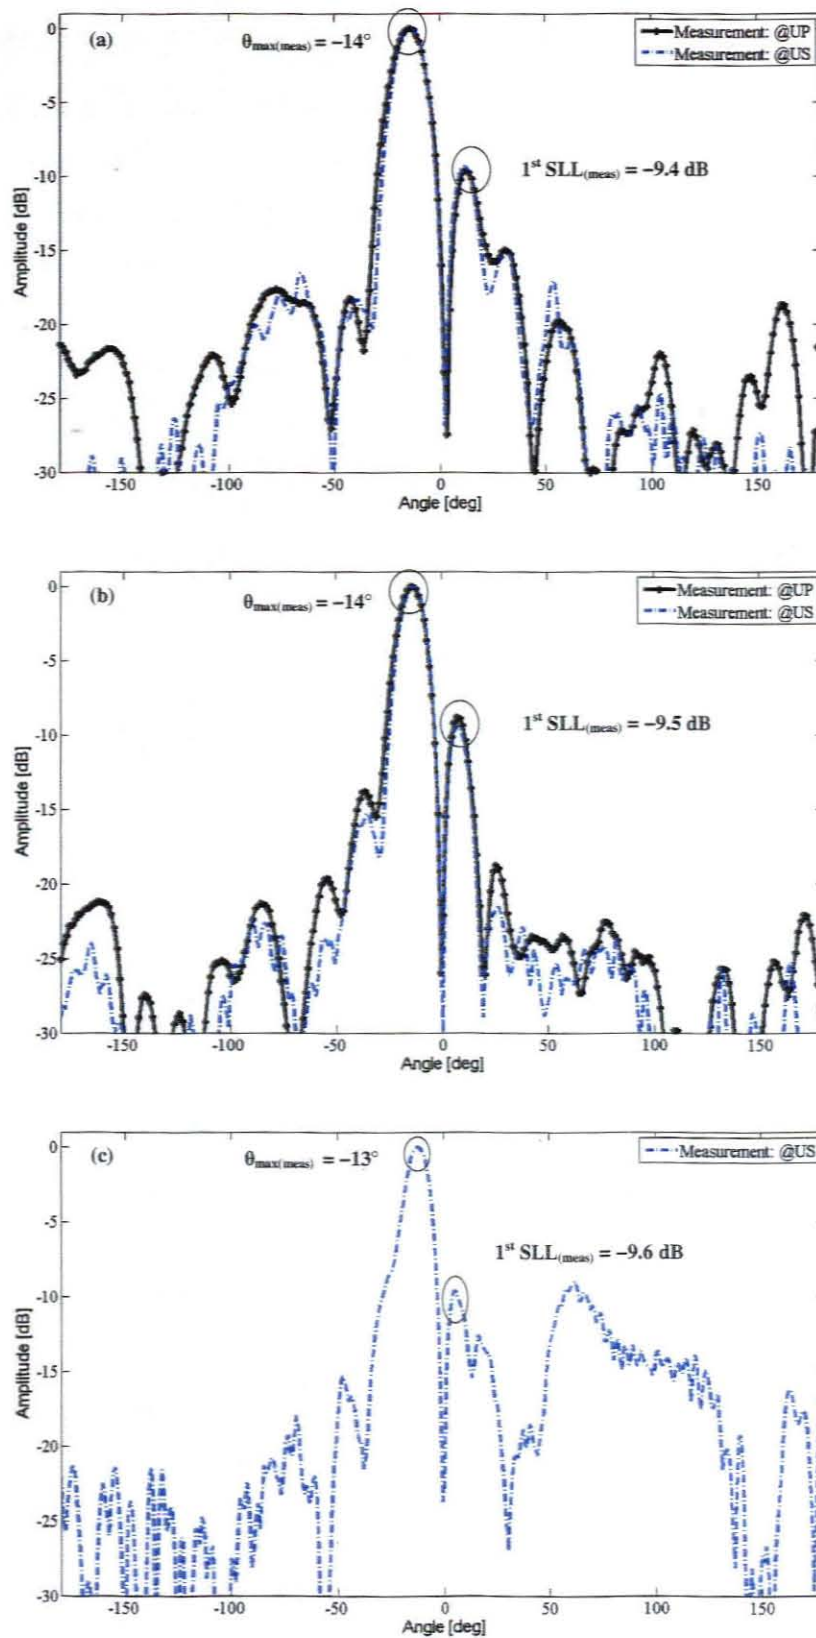 (a)
θmax(meas) = −14°
Measurement: @UP
Measurement: @US
1st SLL(meas) = −9.4 dB
Amplitude [dB]
0
-5
-10
-15
-20
-25
-30
-150
-100
-50
0
50
100
150
Angle [deg]
(b)
θmax(meas) = −14°
Measurement: @UP
Measurement: @US
1st SLL(meas) = −9.5 dB
Amplitude [dB]
0
-5
-10
-15
-20
-25
-30
-150
-100
-50
0
50
100
150
Angle [deg]
(c)
θmax(meas) = −13°
Measurement: @US
1st SLL(meas) = −9.6 dB
Amplitude [dB]
0
-5
-10
-15
-20
-25
-30
-150
-100
-50
0
50
100
150
Angle [deg]